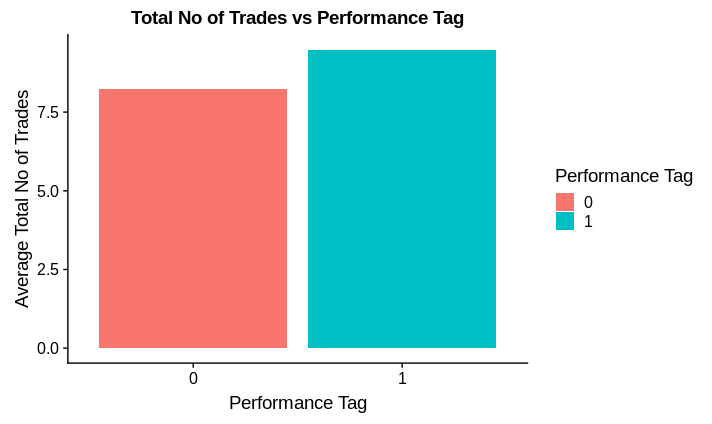 Total No of Trades vs Performance Tag
Average Total No of Trades
7.5
5.0
2.5
0.0
0
1
Performance Tag
Performance Tag
0
1